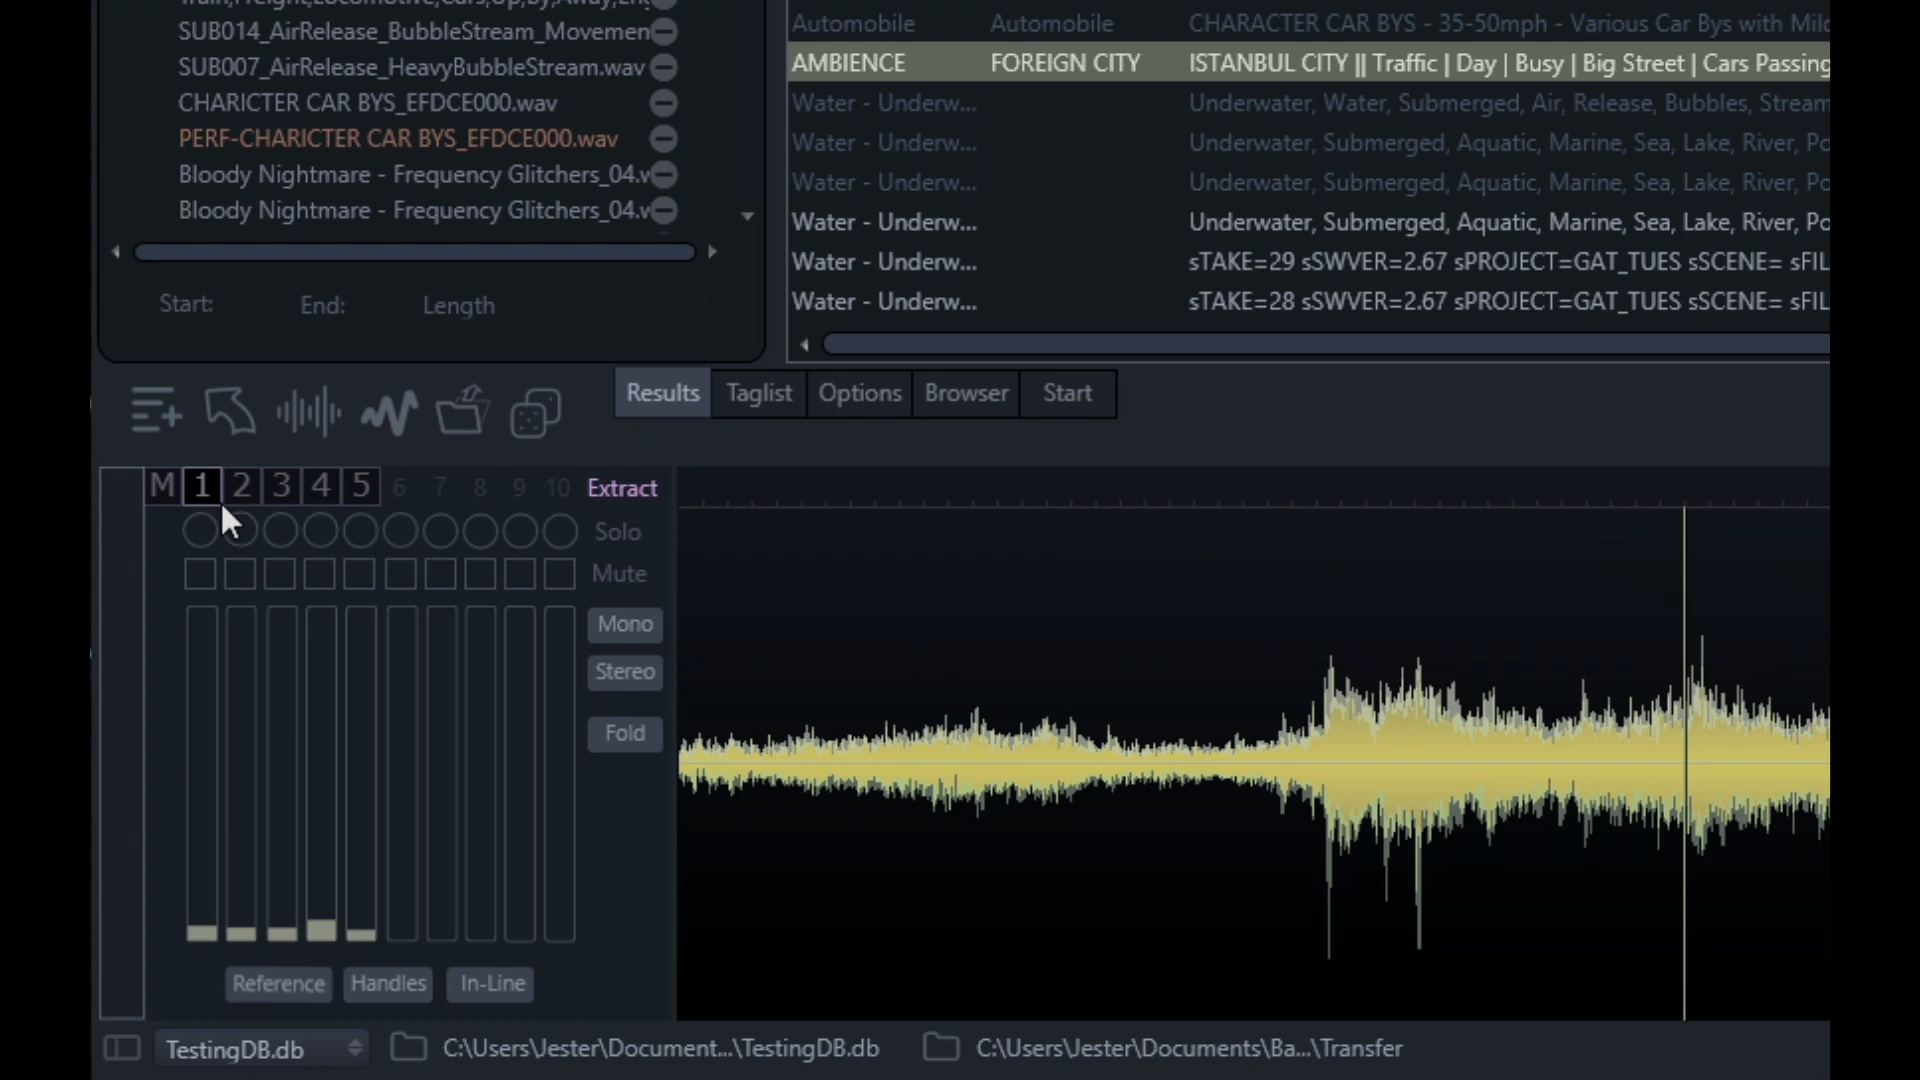 SUB014_AirRelease_BubbleStream_Movemen
SUB007_AirRelease_HeavyBubbleStream.wav
CHARICTER CAR BYS_EFDCE000.wav
PERF-CHARICTER CAR BYS_EFDCE000.wav
Bloody Nightmare - Frequency Glitchers_04.w
Bloody Nightmare - Frequency Glitchers_04.w
Start: End: Length
Automobile Automobile CHARACTER CAR BYS - 35-50mph - Various Car Bys with Mild
AMBIENCE FOREIGN CITY ISTANBUL CITY || Traffic | Day | Busy | Big Street | Cars Passing
Water - Underw... Underwater, Water, Submerged, Air, Release, Bubbles, Stream
Water - Underw... Underwater, Submerged, Aquatic, Marine, Sea, Lake, River, Po
Water - Underw... Underwater, Submerged, Aquatic, Marine, Sea, Lake, River, Po
Water - Underw... Underwater, Submerged, Aquatic, Marine, Sea, Lake, River, Po
Water - Underw... sTAKE=29 sSWVER=2.67 sPROJECT=GAT_TUES sSCENE= sFIL
Water - Underw... sTAKE=28 sSWVER=2.67 sPROJECT=GAT_TUES sSCENE= sFIL
Results Taglist Options Browser Start
M 1 2 3 4 5 6 7 8 9 10 Extract
Solo
Mute
Mono
Stereo
Fold
Reference Handles In-Line
TestingDB.db C:\Users\Jester\Document...\TestingDB.db C:\Users\Jester\Documents\Ba...\Transfer